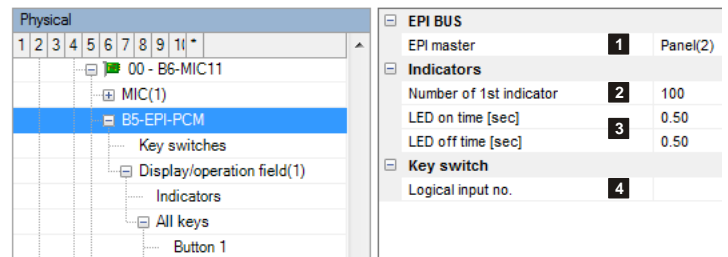 Physical
1 2 3 4 5 6 7 8 9 1( *
00 - B6-MIC11
MIC(1)
B5-EPI-PCM
Key switches
Display/operation field(1)
Indicators
All keys
Button 1
EPI BUS
EPI master 1 Panel(2)
Indicators
Number of 1st indicator 2 100
LED on time [sec] 0.50
3
LED off time [sec] 0.50
Key switch
Logical input no. 4